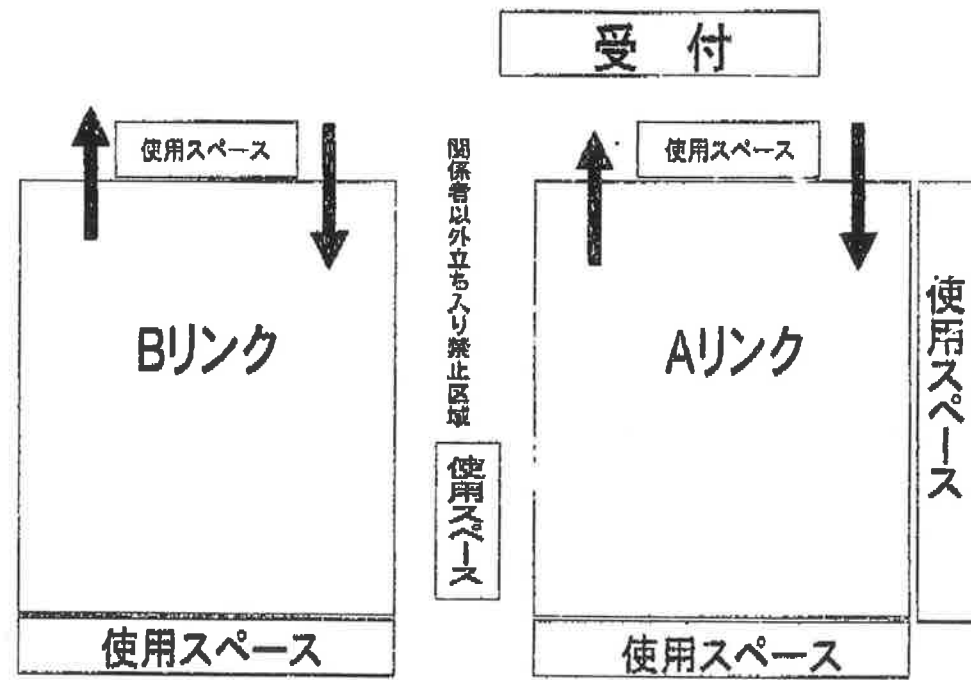 受付
使用スペース
使用スペース
関係者以外立ち入り禁止区域
Bリンク
Aリンク
使用スペース
使用スペース
使用スペース
使用スペース